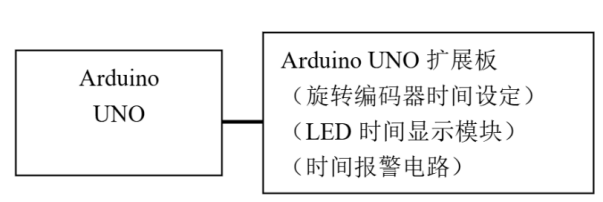 Arduino
UNO
Arduino UNO 扩展板
（旋转编码器时间设定）
（LED 时间显示模块）
（时间报警电路）